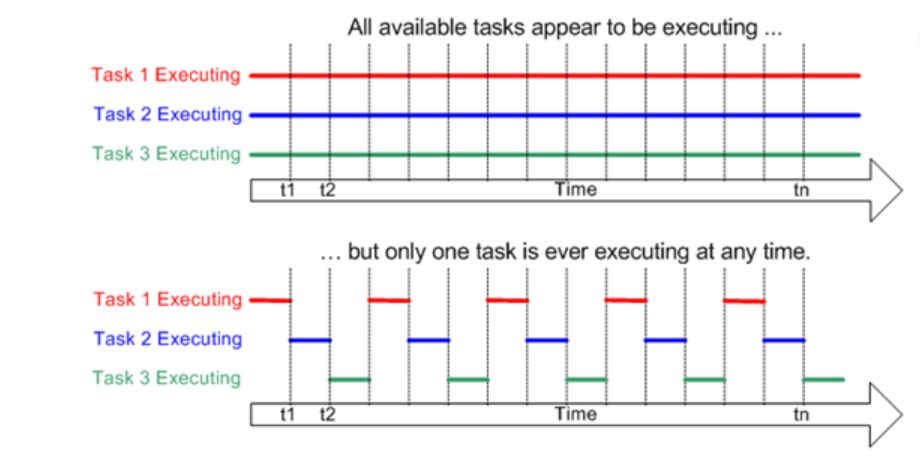 All available tasks appear to be executing ...
Task 1 Executing
Task 2 Executing
Task 3 Executing
t1 t2 Time tn
... but only one task is ever executing at any time.
Task 1 Executing
Task 2 Executing
Task 3 Executing
t1 t2 Time tn